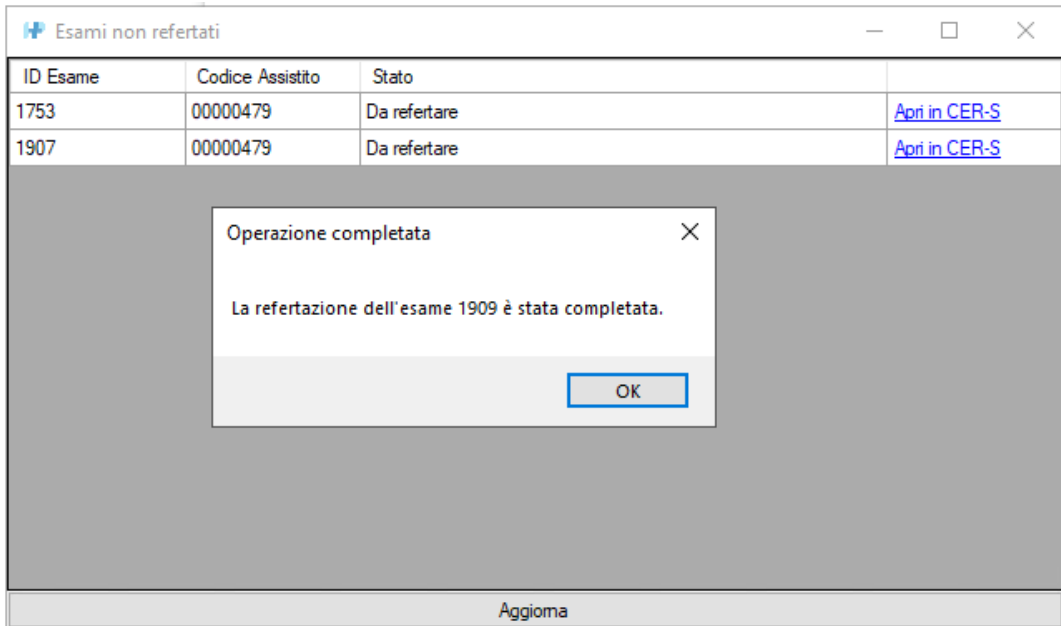 Esami non refertati
ID Esame Codice Assistito Stato
1753 00000479 Da refertare Apri in CER-S
1907 00000479 Da refertare Apri in CER-S
Operazione completata
La refertazione dell'esame 1909 è stata completata.
OK
Aggiorna